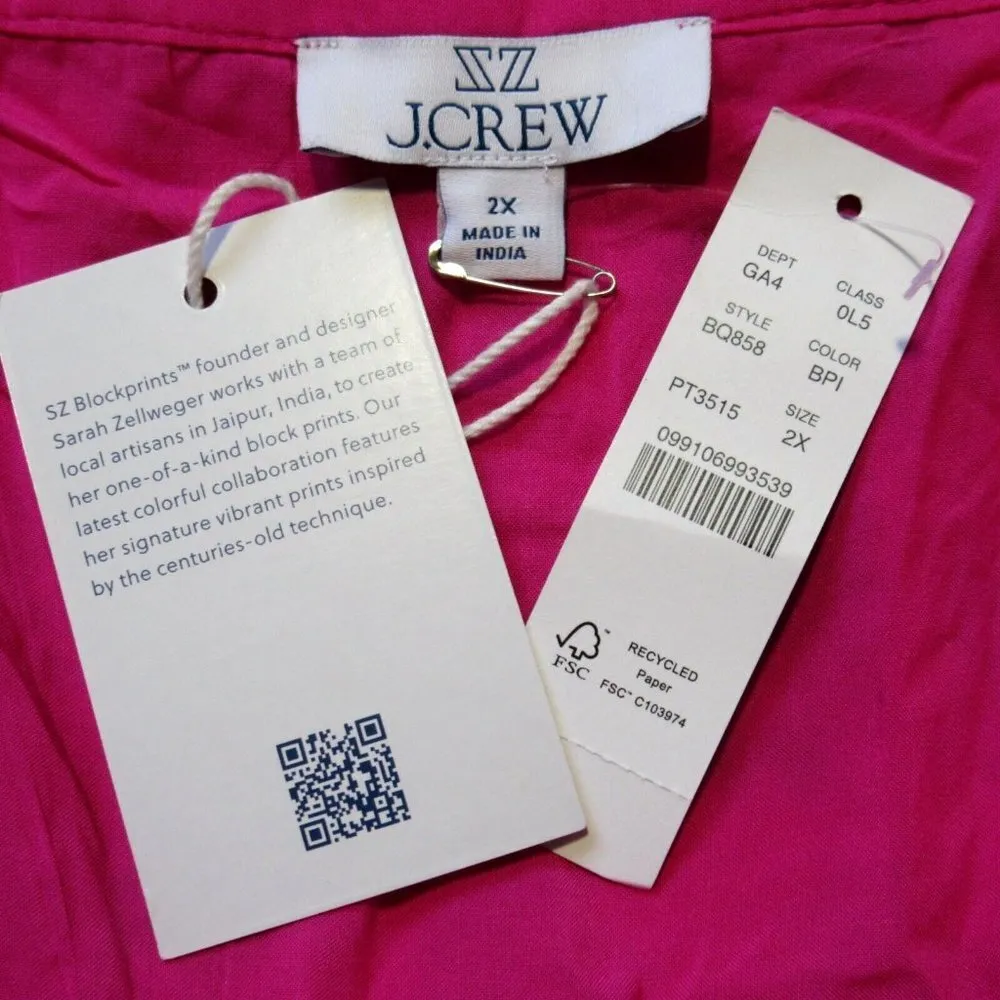 SZ
J.CREW
2X
MADE IN
INDIA
SZ Blockprints™ founder and designer
Sarah Zellweger works with a team of
local artisans in Jaipur, India, to create
her one-of-a-kind block prints. Our
latest colorful collaboration features
her signature vibrant prints inspired
by the centuries-old technique.
DEPT CLASS
GA4 0L5
STYLE COLOR
BQ858 BPI
PT3515 SIZE
2X
099106993539
FSC™
RECYCLED
Paper
FSC™ C103974